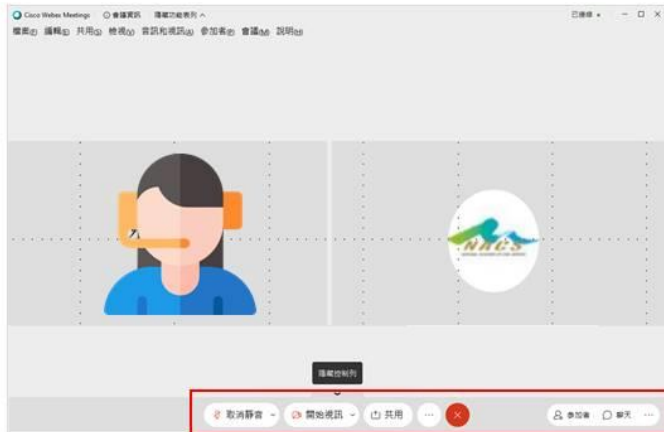 Cisco Webex Meetings 會議資訊 隱藏功能表列 已連線
檔案(F) 編輯(E) 共用(S) 檢視(V) 音訊和視訊(A) 參加者(P) 會議(M) 說明(H)
NACS
隱藏控制列
取消靜音 開始視訊 共用 參加者 聊天